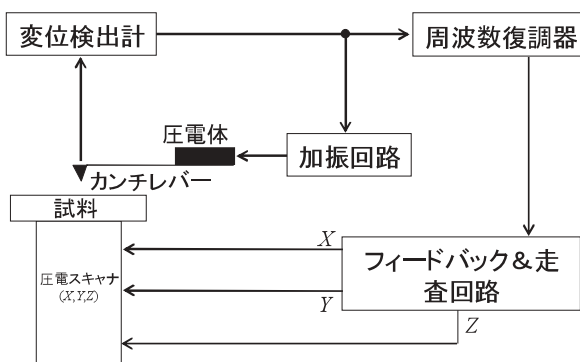 変位検出計
周波数復調器
圧電体
加振回路
カンチレバー
試料
X
フィードバック&走
査回路
圧電スキャナ
(X,Y,Z)
Y
Z